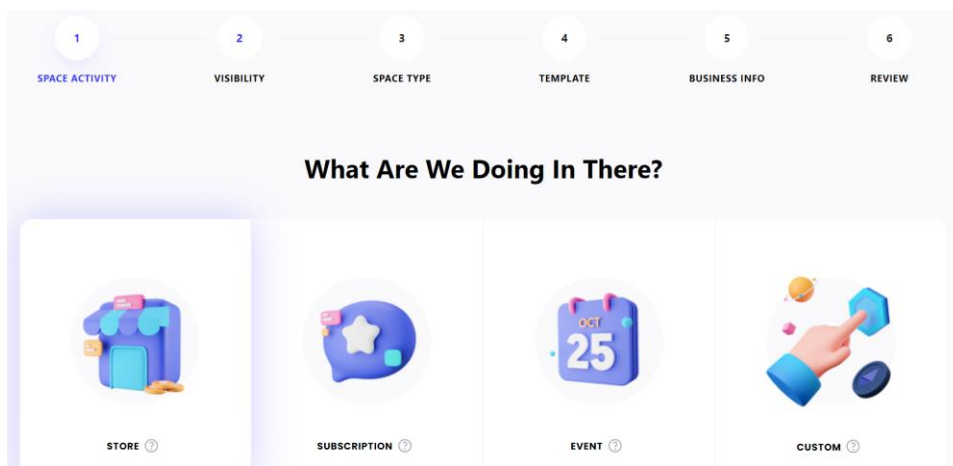 1 2 3 4 5 6
SPACE ACTIVITY VISIBILITY SPACE TYPE TEMPLATE BUSINESS INFO REVIEW
What Are We Doing In There?
OCT
25
STORE ? SUBSCRIPTION ? EVENT ? CUSTOM ?